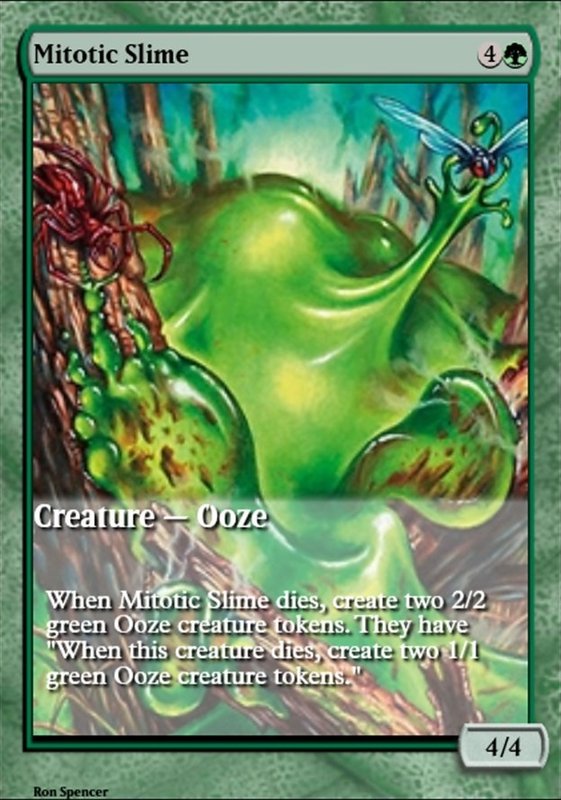 Mitotic Slime
4
Creature — Ooze
When Mitotic Slime dies, create two 2/2
green Ooze creature tokens. They have
"When this creature dies, create two 1/1
green Ooze creature tokens."
4/4
Ron Spencer